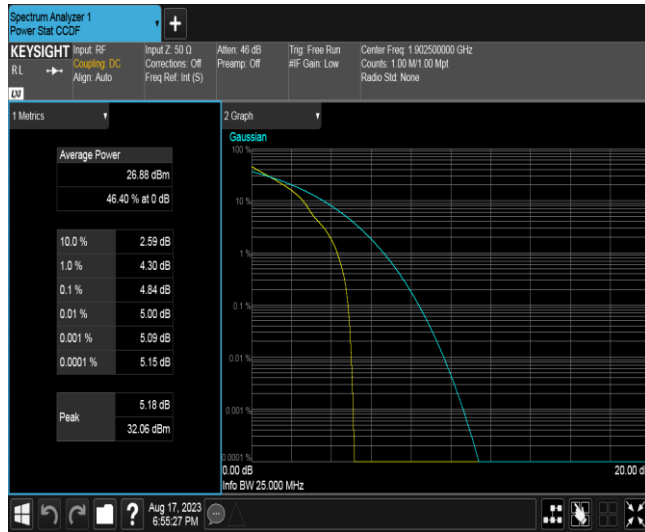 Spectrum Analyzer 1
Power Stat CCDF
+
KEYSIGHT
RL
LXI
Input: RF
Coupling: DC
Align: Auto
Input Z: 50 Ω
Corrections: Off
Freq Ref: Int (S)
Atten: 46 dB
Preamp: Off
Trig: Free Run
#IF Gain: Low
Center Freq: 1.902500000 GHz
Counts: 1.00 M/1.00 Mpt
Radio Std: None
1 Metrics
Average Power
26.88 dBm
46.40 % at 0 dB
10.0 % 2.59 dB
1.0 % 4.30 dB
0.1 % 4.84 dB
0.01 % 5.00 dB
0.001 % 5.09 dB
0.0001 % 5.15 dB
Peak
5.18 dB
32.06 dBm
2 Graph
Gaussian
100 %
10 %
1 %
0.1 %
0.01 %
0.001 %
0.0001 %
0.00 dB
20.00 d
Info BW 25.000 MHz
?
Aug 17, 2023
6:55:27 PM